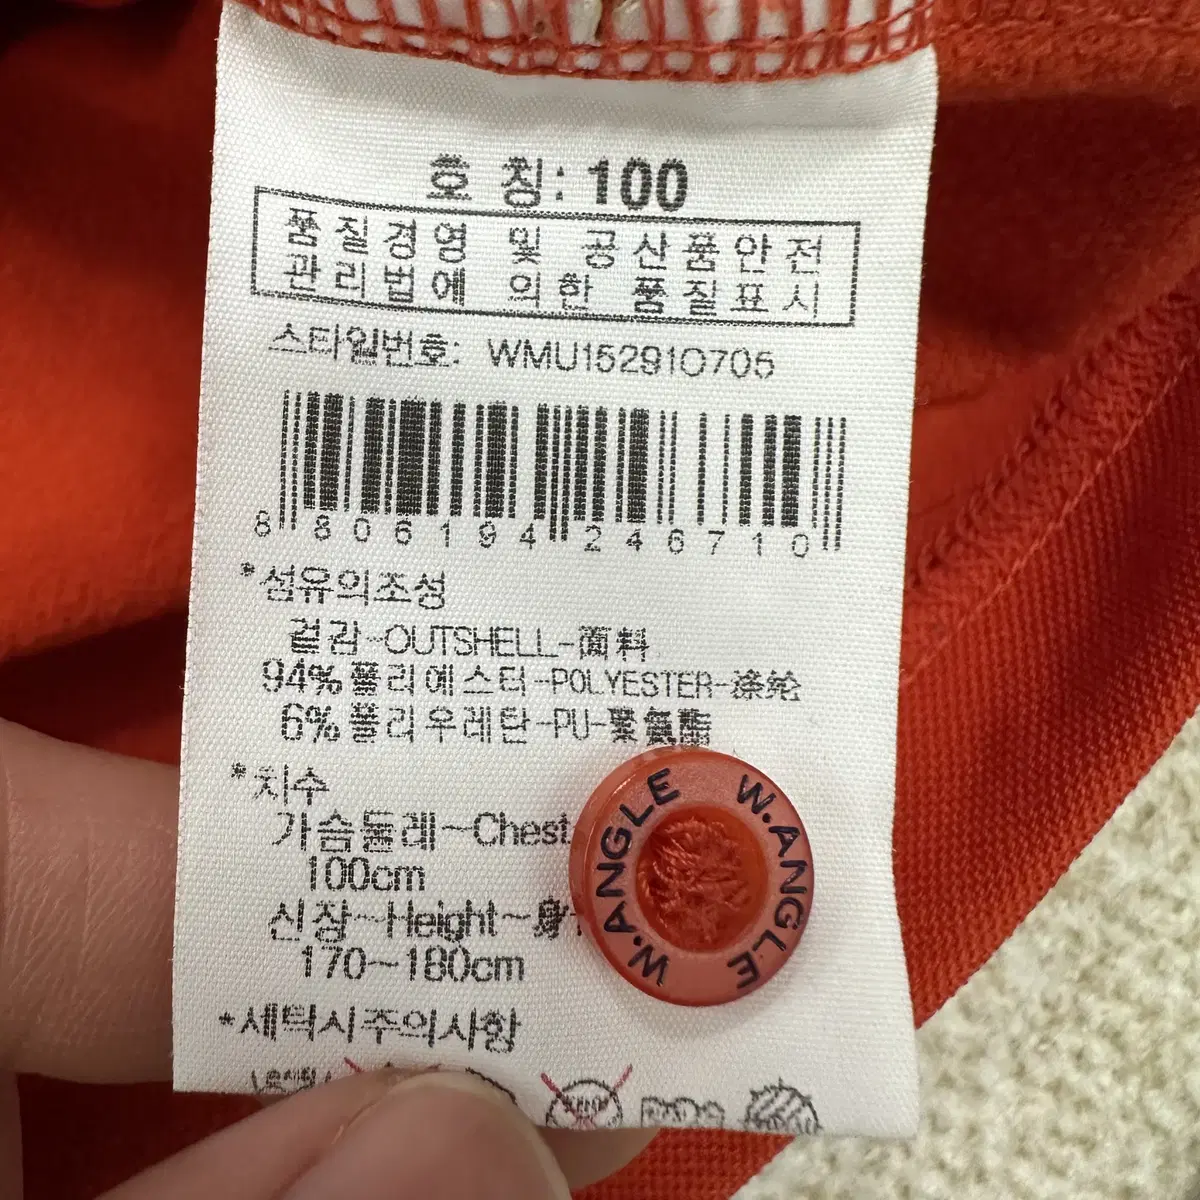 호 칭: 100
품질경영 및 공산품안전
관리법에 의한 품질표시
스타일번호: WMU15291O705
8 806194 246710
*섬유의조성
겉감-OUTSHELL-面料
94%폴리에스터-POLYESTER-涤纶
6%폴리우레탄-PU-聚氨酯
*치수
가슴둘레~Chest
100cm
신장~Height~身
170~180cm
*세탁시주의사항
W.ANGLE W.ANGLE